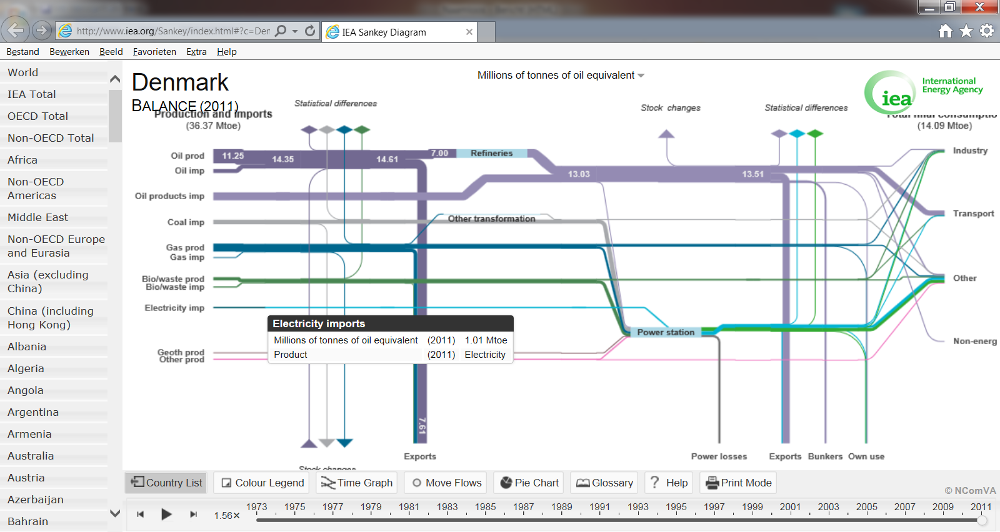 http://www.iea.org/Sankey/index.html#?c=Der
IEA Sankey Diagram
Bestand Bewerken Beeld Favorieten Extra Help
World
IEA Total
OECD Total
Non-OECD Total
Africa
Non-OECD
Americas
Middle East
Non-OECD Europe
and Eurasia
Asia (excluding
China)
China (including
Hong Kong)
Albania
Algeria
Angola
Argentina
Armenia
Australia
Austria
Azerbaijan
Bahrain
Denmark
BALANCE (2011)
Millions of tonnes of oil equivalent
iea
International
Energy Agency
Production and imports
(36.37 Mtoe)
Statistical differences
Stock changes
Statistical differences
Total final consumptio
(14.09 Mtoe)
Oil prod
11.25
14.35
14.61
7.00
Refineries
Oil imp
13.03
13.51
Oil products imp
Coal imp
Other transformation
Gas prod
Gas imp
Bio/waste prod
Bio/waste imp
Electricity imp
Geoth prod
Other prod
Industry
Transport
Other
Non-energ
Electricity imports
Millions of tonnes of oil equivalent (2011) 1.01 Mtoe
Product (2011) Electricity
Power station
7.61
Exports
Power losses
Exports
Bunkers
Own use
Stock changes
Country List
Colour Legend
Time Graph
Move Flows
Pie Chart
Glossary
? Help
Print Mode
© NComVA
1.56×
1973 1975 1977 1979 1981 1983 1985 1987 1989 1991 1993 1995 1997 1999 2001 2003 2005 2007 2009 2011